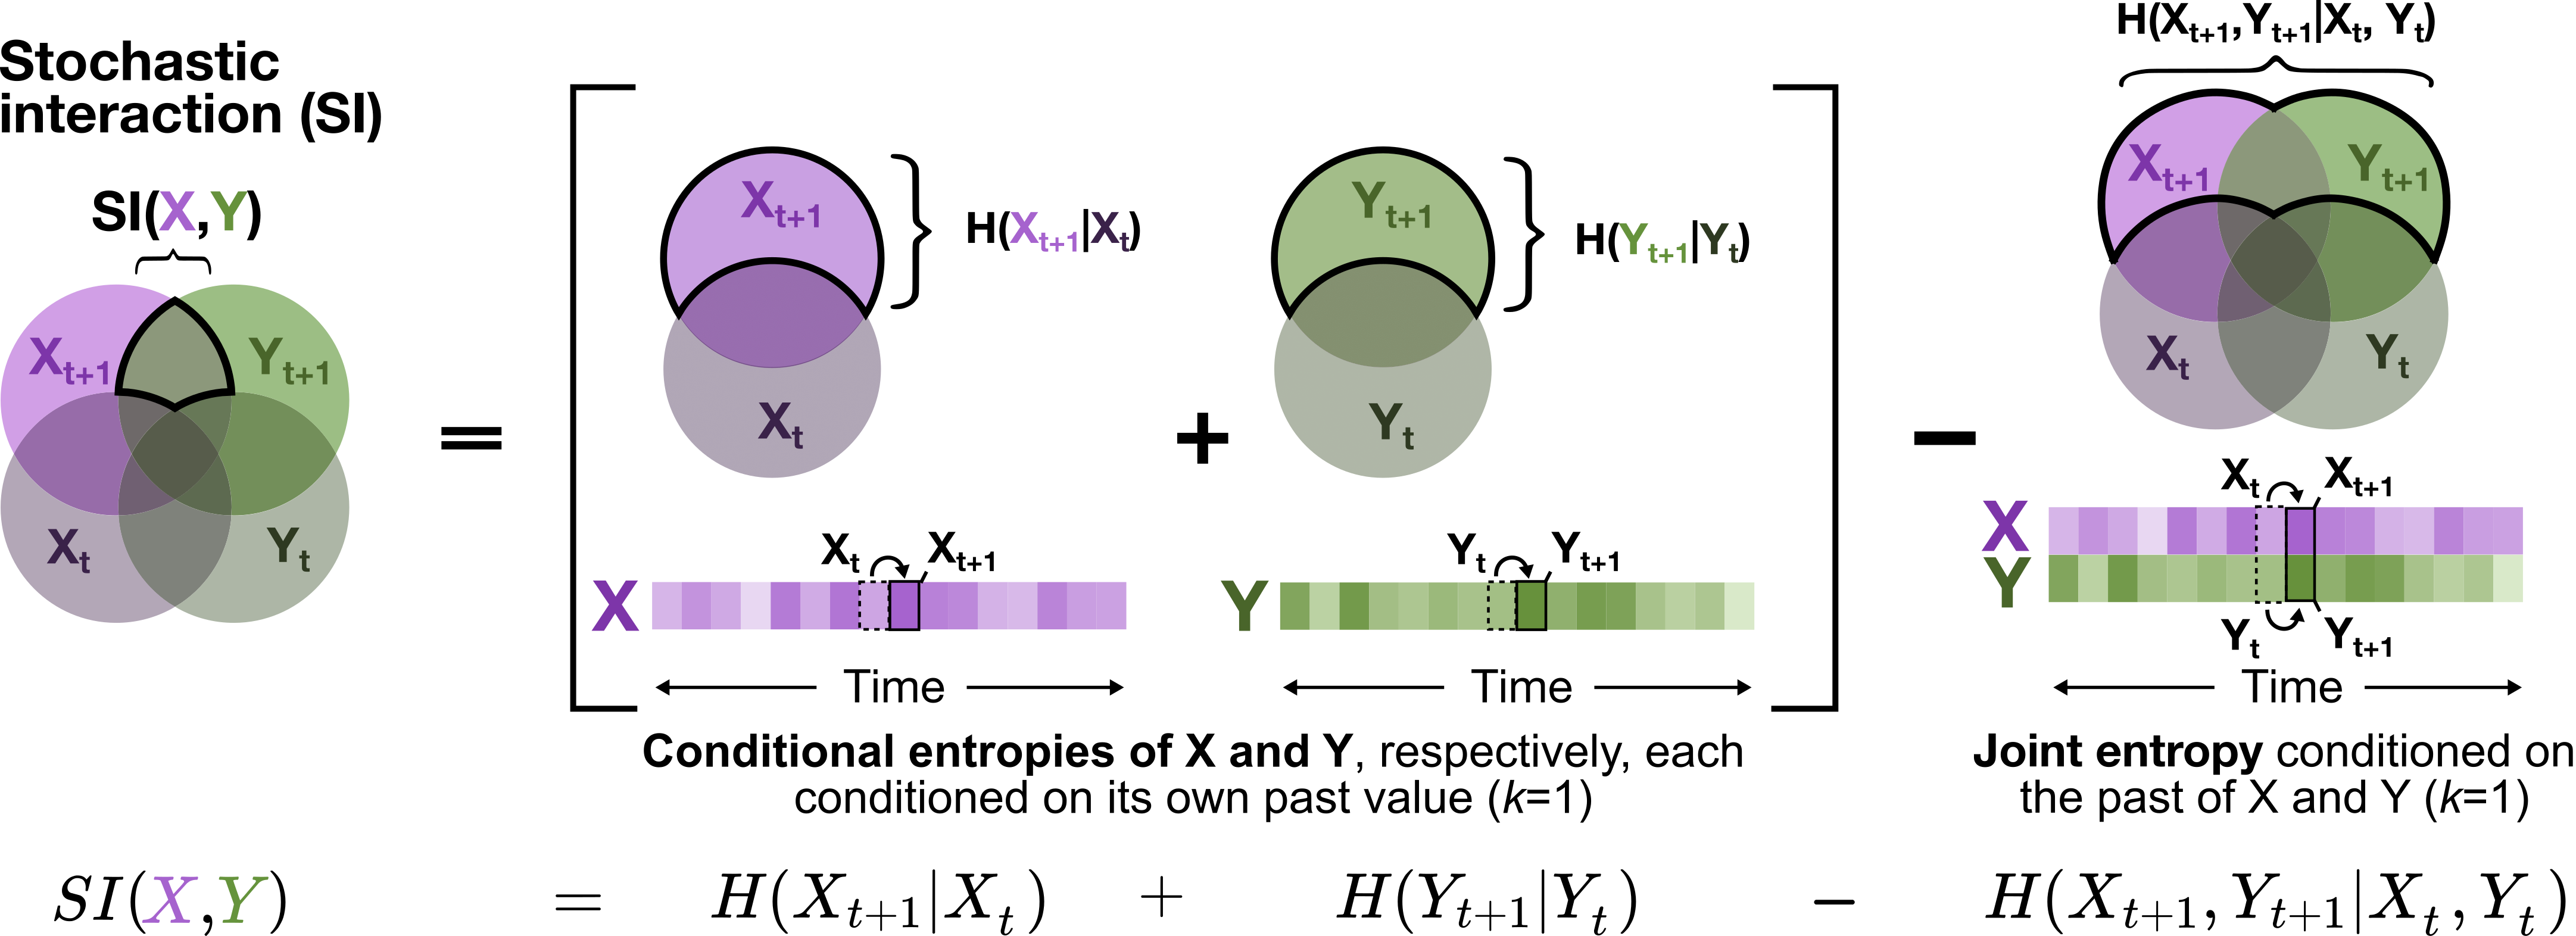 Stochastic
interaction (SI)
SI(X,Y)
X_{t+1}
Y_{t+1}
X_t
Y_t
=
X_{t+1}
H(X_{t+1}|X_t)
X_t
X_t
X_{t+1}
X
Time
+
Y_{t+1}
H(Y_{t+1}|Y_t)
Y_t
Y_t
Y_{t+1}
Y
Time
Conditional entropies of X and Y, respectively, each
conditioned on its own past value (k=1)
−
H(X_{t+1},Y_{t+1}|X_t, Y_t)
X_{t+1}
Y_{t+1}
X_t
Y_t
X_t
X_{t+1}
X
Y
Y_t
Y_{t+1}
Time
Joint entropy conditioned on
the past of X and Y (k=1)
SI(X,Y) = H(X_{t+1}|X_t) + H(Y_{t+1}|Y_t) − H(X_{t+1},Y_{t+1}|X_t,Y_t)